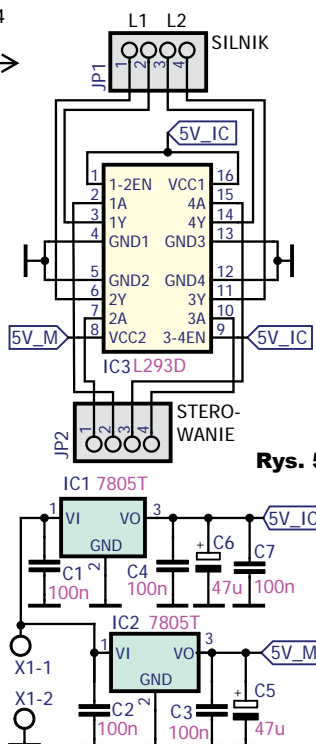 4
L1 L2
SILNIK
JP1
1 2 3 4
5V_IC
1 1-2EN VCC1 16
2 1A 4A 15
3 1Y 4Y 14
4 GND1 GND3 13
5 GND2 GND4 12
6 2Y 3Y 11
7 2A 3A 10
5V_M 8 VCC2 3-4EN 9 5V_IC
IC3 L293D
JP2
1 2 3 4
STERO-
WANIE
Rys. 5
IC1 7805T
1 VI VO 3 5V_IC
GND
2
C1
100n
C4
100n
+ C6
47u
C7
100n
IC2 7805T
X1-1
1 VI VO 3 5V_M
GND
2
X1-2
C2
100n
C3
100n
+ C5
47u